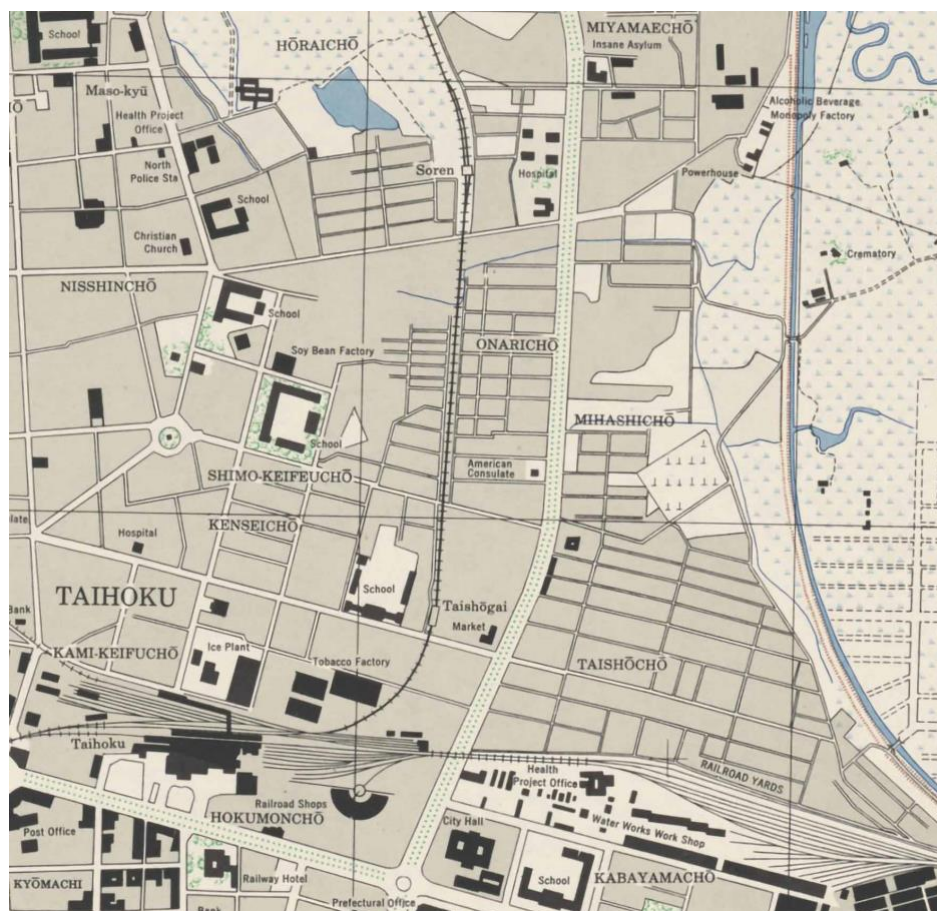 School
HŌRAICHŌ
MIYAMAECHŌ
Insane Asylum
Maso-kyū
Ō
Health Project
Office
Alcoholic Beverage
Monopoly Factory
North
Police Sta
Soren
Hospital
Powerhouse
School
Christian
Church
Crematory
NISSHINCHŌ
School
Soy Bean Factory
ONARICHŌ
MIHASHICHŌ
School
American
Consulate
SHIMO-KEIFEUCHŌ
KENSEICHŌ
late
Hospital
School
TAIHOKU
Taishōgai
Bank
Market
KAMI-KEIFUCHŌ
Ice Plant
Tobacco Factory
TAISHŌCHŌ
Taihoku
RAILROAD YARDS
Health
Project Office
Railroad Shops
HOKUMONCHŌ
City Hall
Water Works Work Shop
Post Office
Railway Hotel
School
KABAYAMACHŌ
KYŌMACHI
Prefectural Office
Bank